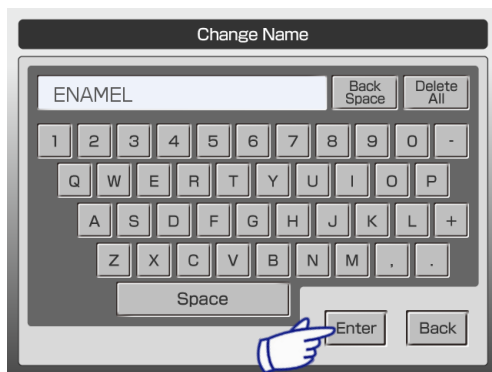 Change Name
ENAMEL
Back Space
Delete All
1 2 3 4 5 6 7 8 9 0 -
Q W E R T Y U I O P
A S D F G H J K L +
Z X C V B N M , .
Space
Enter Back